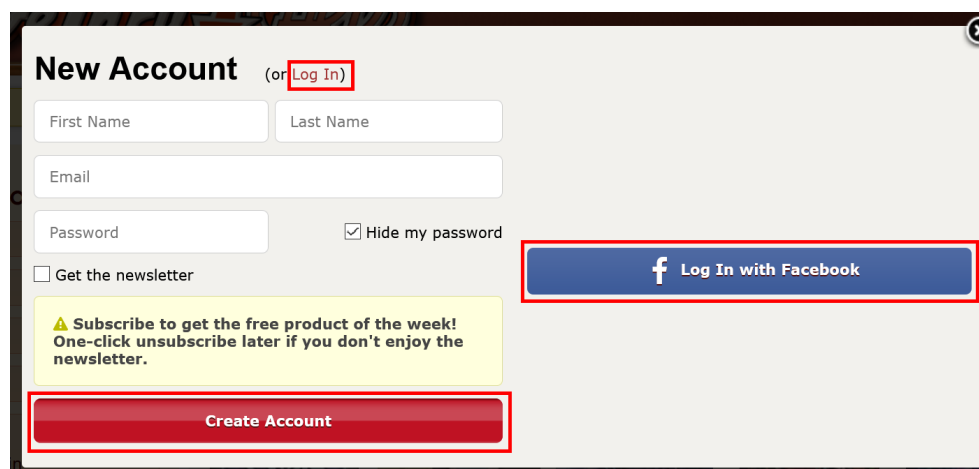 New Account (or Log In)
First Name
Last Name
Email
Password
Hide my password
Get the newsletter
Subscribe to get the free product of the week!
One-click unsubscribe later if you don't enjoy the
newsletter.
Create Account
Log In with Facebook